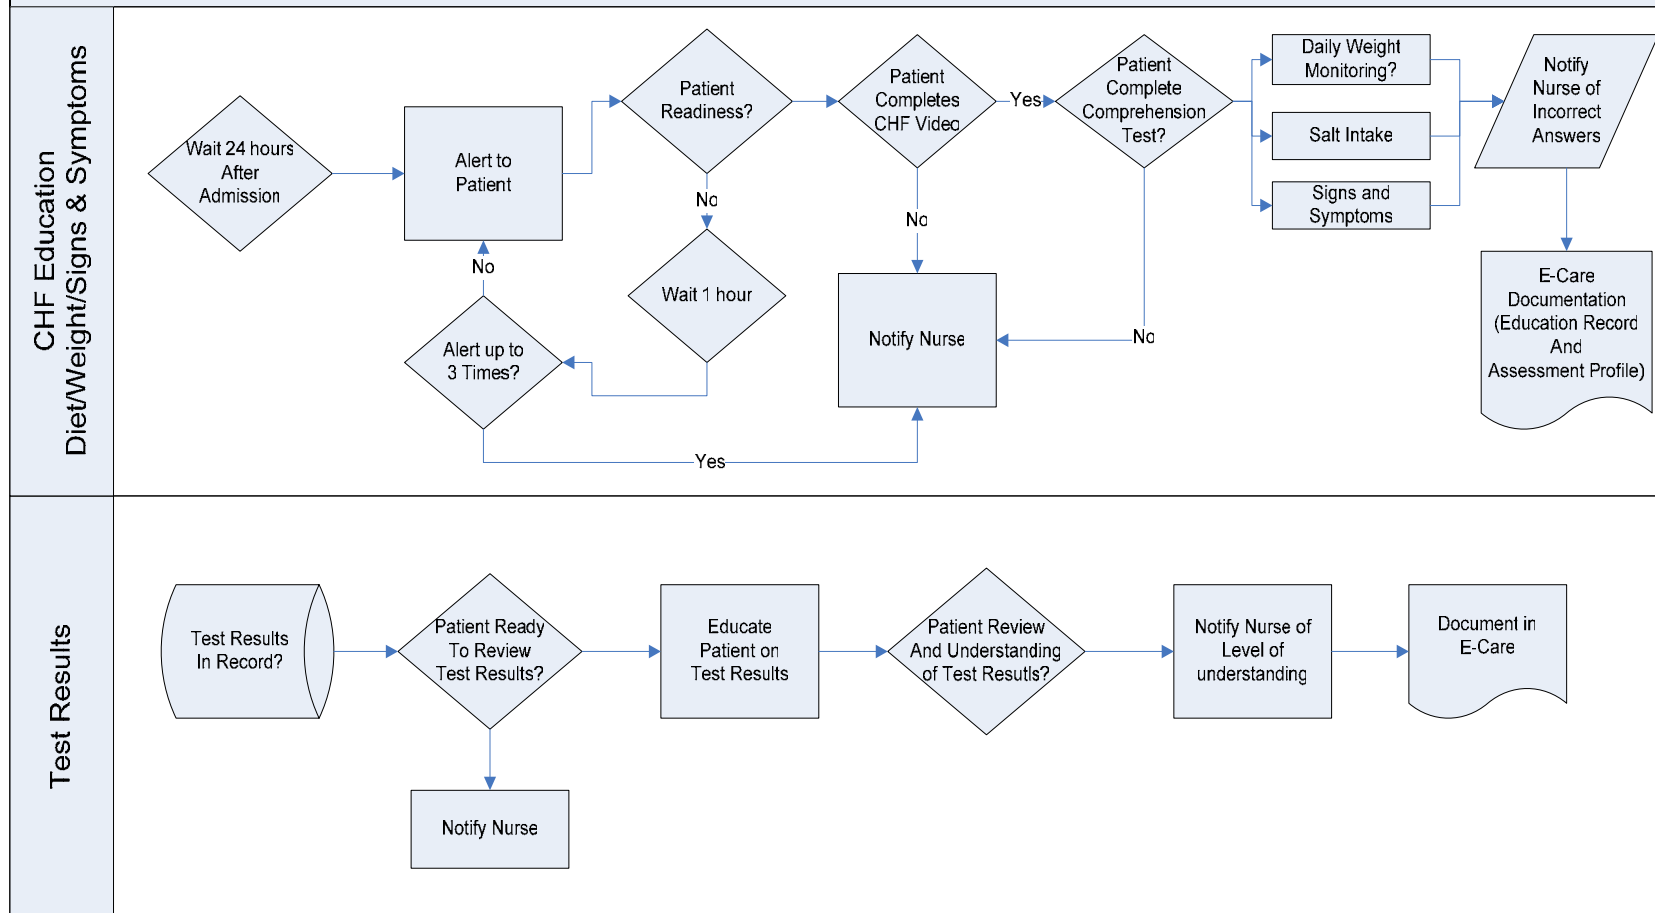 CHF Education
Diet/Weight/Signs & Symptoms
Wait 24 hours
After
Admission
Alert to
Patient
Patient
Readiness?
No
Wait 1 hour
Alert up to
3 Times?
No
Yes
Patient
Completes
CHF Video
Yes
No
Notify Nurse
Patient
Complete
Comprehension
Test?
No
Daily Weight
Monitoring?
Salt Intake
Signs and
Symptoms
Notify
Nurse of
Incorrect
Answers
E-Care
Documentation
(Education Record
And
Assessment Profile)
Test Results
Test Results
In Record?
Patient Ready
To Review
Test Results?
Notify Nurse
Educate
Patient on
Test Results
Patient Review
And Understanding
of Test Resutls?
Notify Nurse of
Level of
understanding
Document in
E-Care